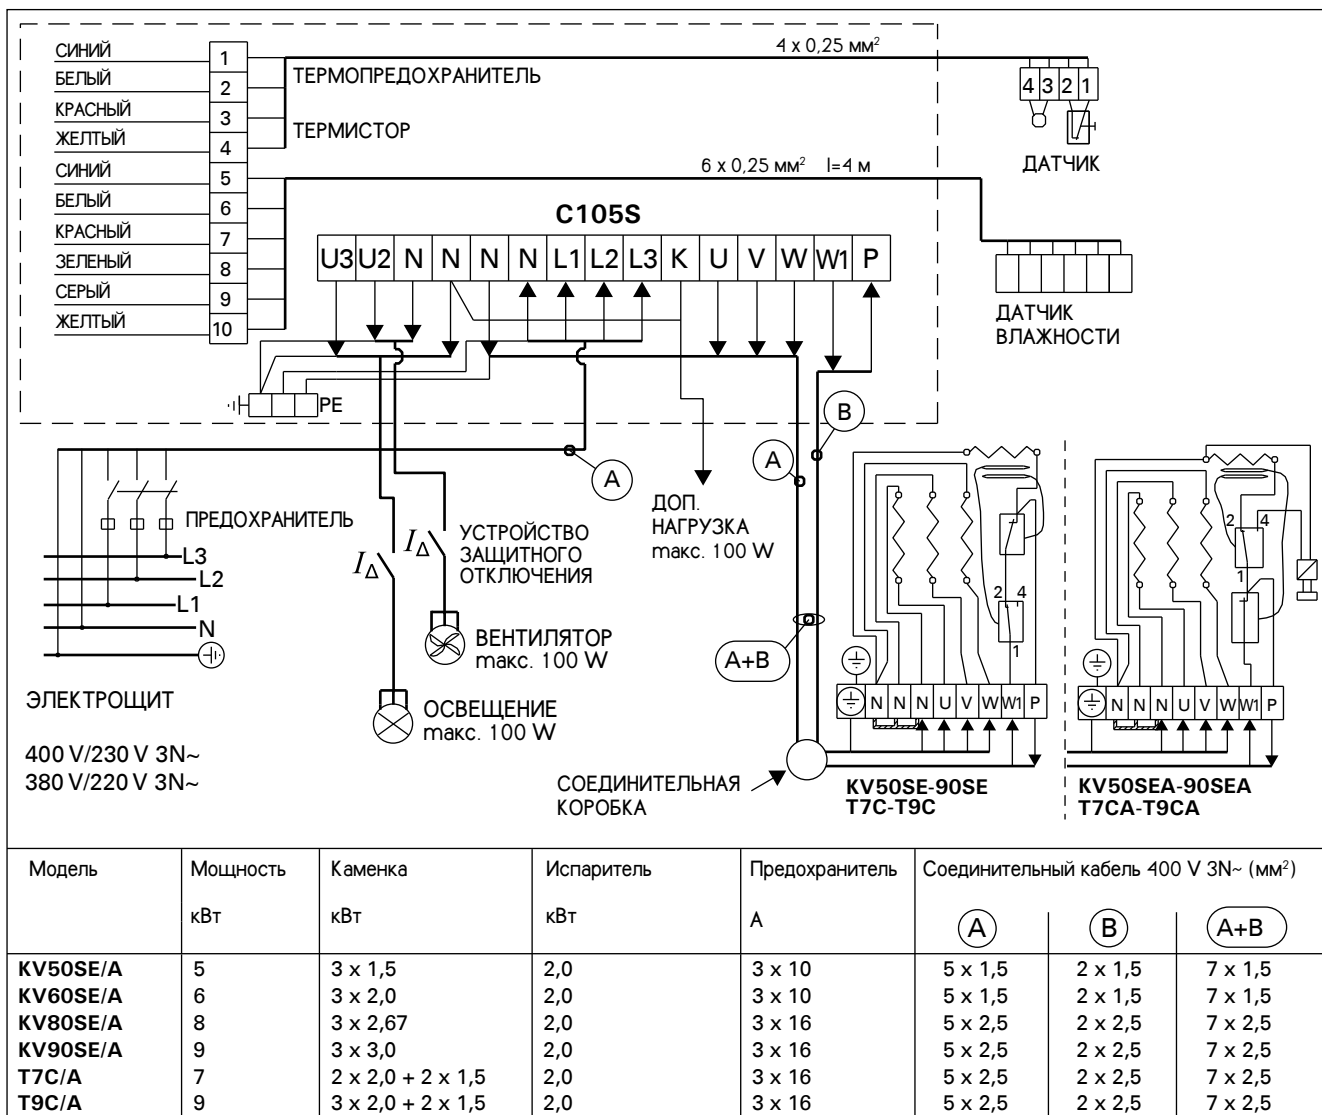 СИНИЙ 1
БЕЛЫЙ 2
КРАСНЫЙ 3
ЖЕЛТЫЙ 4
СИНИЙ 5
БЕЛЫЙ 6
КРАСНЫЙ 7
ЗЕЛЕНЫЙ 8
СЕРЫЙ 9
ЖЕЛТЫЙ 10
ТЕРМОПРЕДОХРАНИТЕЛЬ
ТЕРМИСТОР
4 x 0,25 мм²
4 3 2 1
ДАТЧИК
6 x 0,25 мм² l=4 м
ДАТЧИК
ВЛАЖНОСТИ
C105S
U3 U2 N N N N L1 L2 L3 K U V W W1 P
PE
A
A
B
A+B
ПРЕДОХРАНИТЕЛЬ
L3
L2
L1
N
ЭЛЕКТРОЩИТ
400 V/230 V 3N~
380 V/220 V 3N~
I∆
I∆
УСТРОЙСТВО
ЗАЩИТНОГО
ОТКЛЮЧЕНИЯ
ВЕНТИЛЯТОР
макс. 100 W
ОСВЕЩЕНИЕ
макс. 100 W
ДОП.
НАГРУЗКА
макс. 100 W
СОЕДИНИТЕЛЬНАЯ
КОРОБКА
2 4
1
N N N U V W W1 P
KV50SE-90SE
T7C-T9C
2 4
1
N N N U V W W1 P
KV50SEA-90SEA
T7CA-T9CA
Модель Мощность Каменка Испаритель Предохранитель Соединительный кабель 400 V 3N~ (мм²)
кВт кВт кВт A A B A+B
KV50SE/A 5 3 x 1,5 2,0 3 x 10 5 x 1,5 2 x 1,5 7 x 1,5
KV60SE/A 6 3 x 2,0 2,0 3 x 10 5 x 1,5 2 x 1,5 7 x 1,5
KV80SE/A 8 3 x 2,67 2,0 3 x 16 5 x 2,5 2 x 2,5 7 x 2,5
KV90SE/A 9 3 x 3,0 2,0 3 x 16 5 x 2,5 2 x 2,5 7 x 2,5
T7C/A 7 2 x 2,0 + 2 x 1,5 2,0 3 x 16 5 x 2,5 2 x 2,5 7 x 2,5
T9C/A 9 3 x 2,0 + 2 x 1,5 2,0 3 x 16 5 x 2,5 2 x 2,5 7 x 2,5